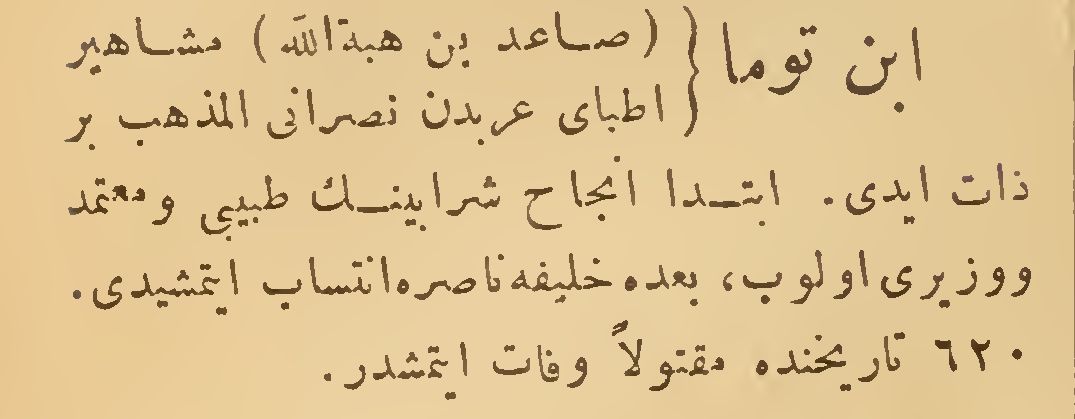 ابن توما { (صاعد بن هبةالله) مشاهير
اطبای عربدن نصرانی المذهب بر
ذات ایدی. ابتدا انجاح شرابینك طبیبی و معتمد
ووزیری اولوب، بعده خلیفه ناصره انتساب ایتمشیدی.
٦٢٠ تاریخنده مقتولاً وفات ایتمشدر.